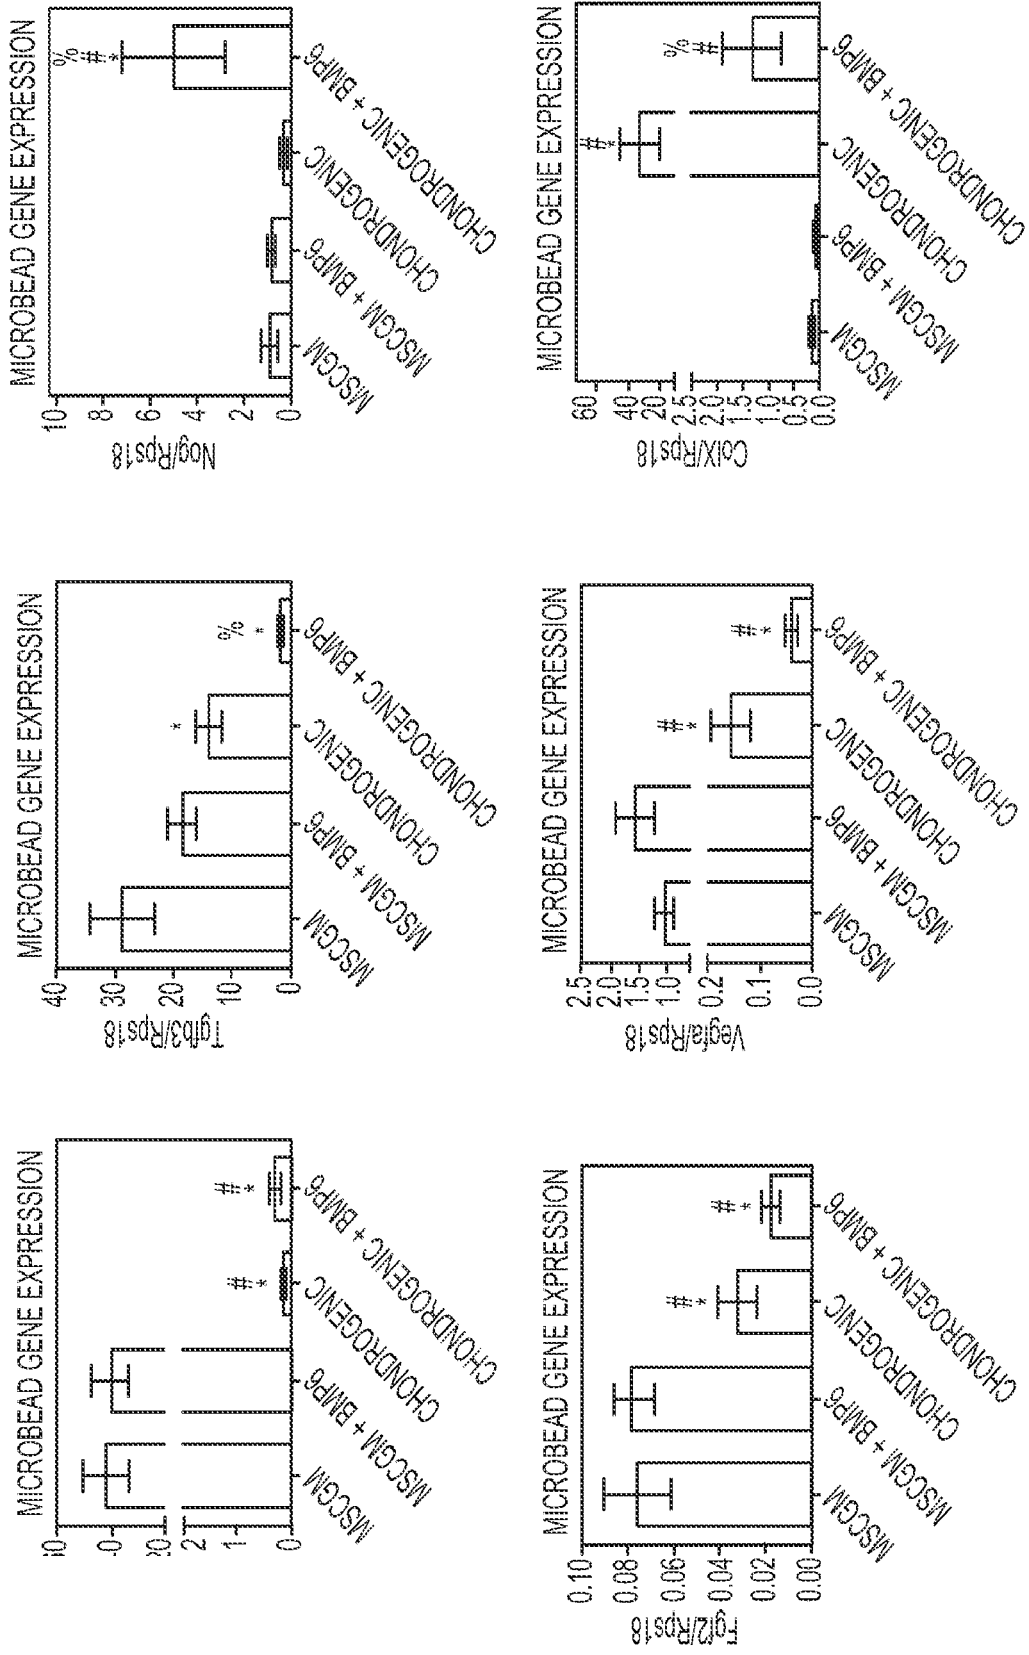 MICROBEAD GENE EXPRESSION
20
2
1
0
# *
# *
MSCGM
MSCGM + BMP6
CHONDROGENIC
CHONDROGENIC + BMP6
MICROBEAD GENE EXPRESSION
Tgfb3/Rps18
40
30
20
10
0
*
% *
MSCGM
MSCGM + BMP6
CHONDROGENIC
CHONDROGENIC + BMP6
MICROBEAD GENE EXPRESSION
Nog/Rps18
10
8
6
4
2
0
% # *
MSCGM
MSCGM + BMP6
CHONDROGENIC
CHONDROGENIC + BMP6
MICROBEAD GENE EXPRESSION
Fgf2/Rps18
0.10
0.08
0.06
0.04
0.02
0.00
# *
# *
MSCGM
MSCGM + BMP6
CHONDROGENIC
CHONDROGENIC + BMP6
MICROBEAD GENE EXPRESSION
Vegfa/Rps18
2.5
2.0
1.5
1.0
0.2
0.1
0.0
# *
# *
MSCGM
MSCGM + BMP6
CHONDROGENIC
CHONDROGENIC + BMP6
MICROBEAD GENE EXPRESSION
ColX/Rps18
60
40
20
2.5
2.0
1.5
1.0
0.5
0.0
# *
% #
MSCGM
MSCGM + BMP6
CHONDROGENIC
CHONDROGENIC + BMP6